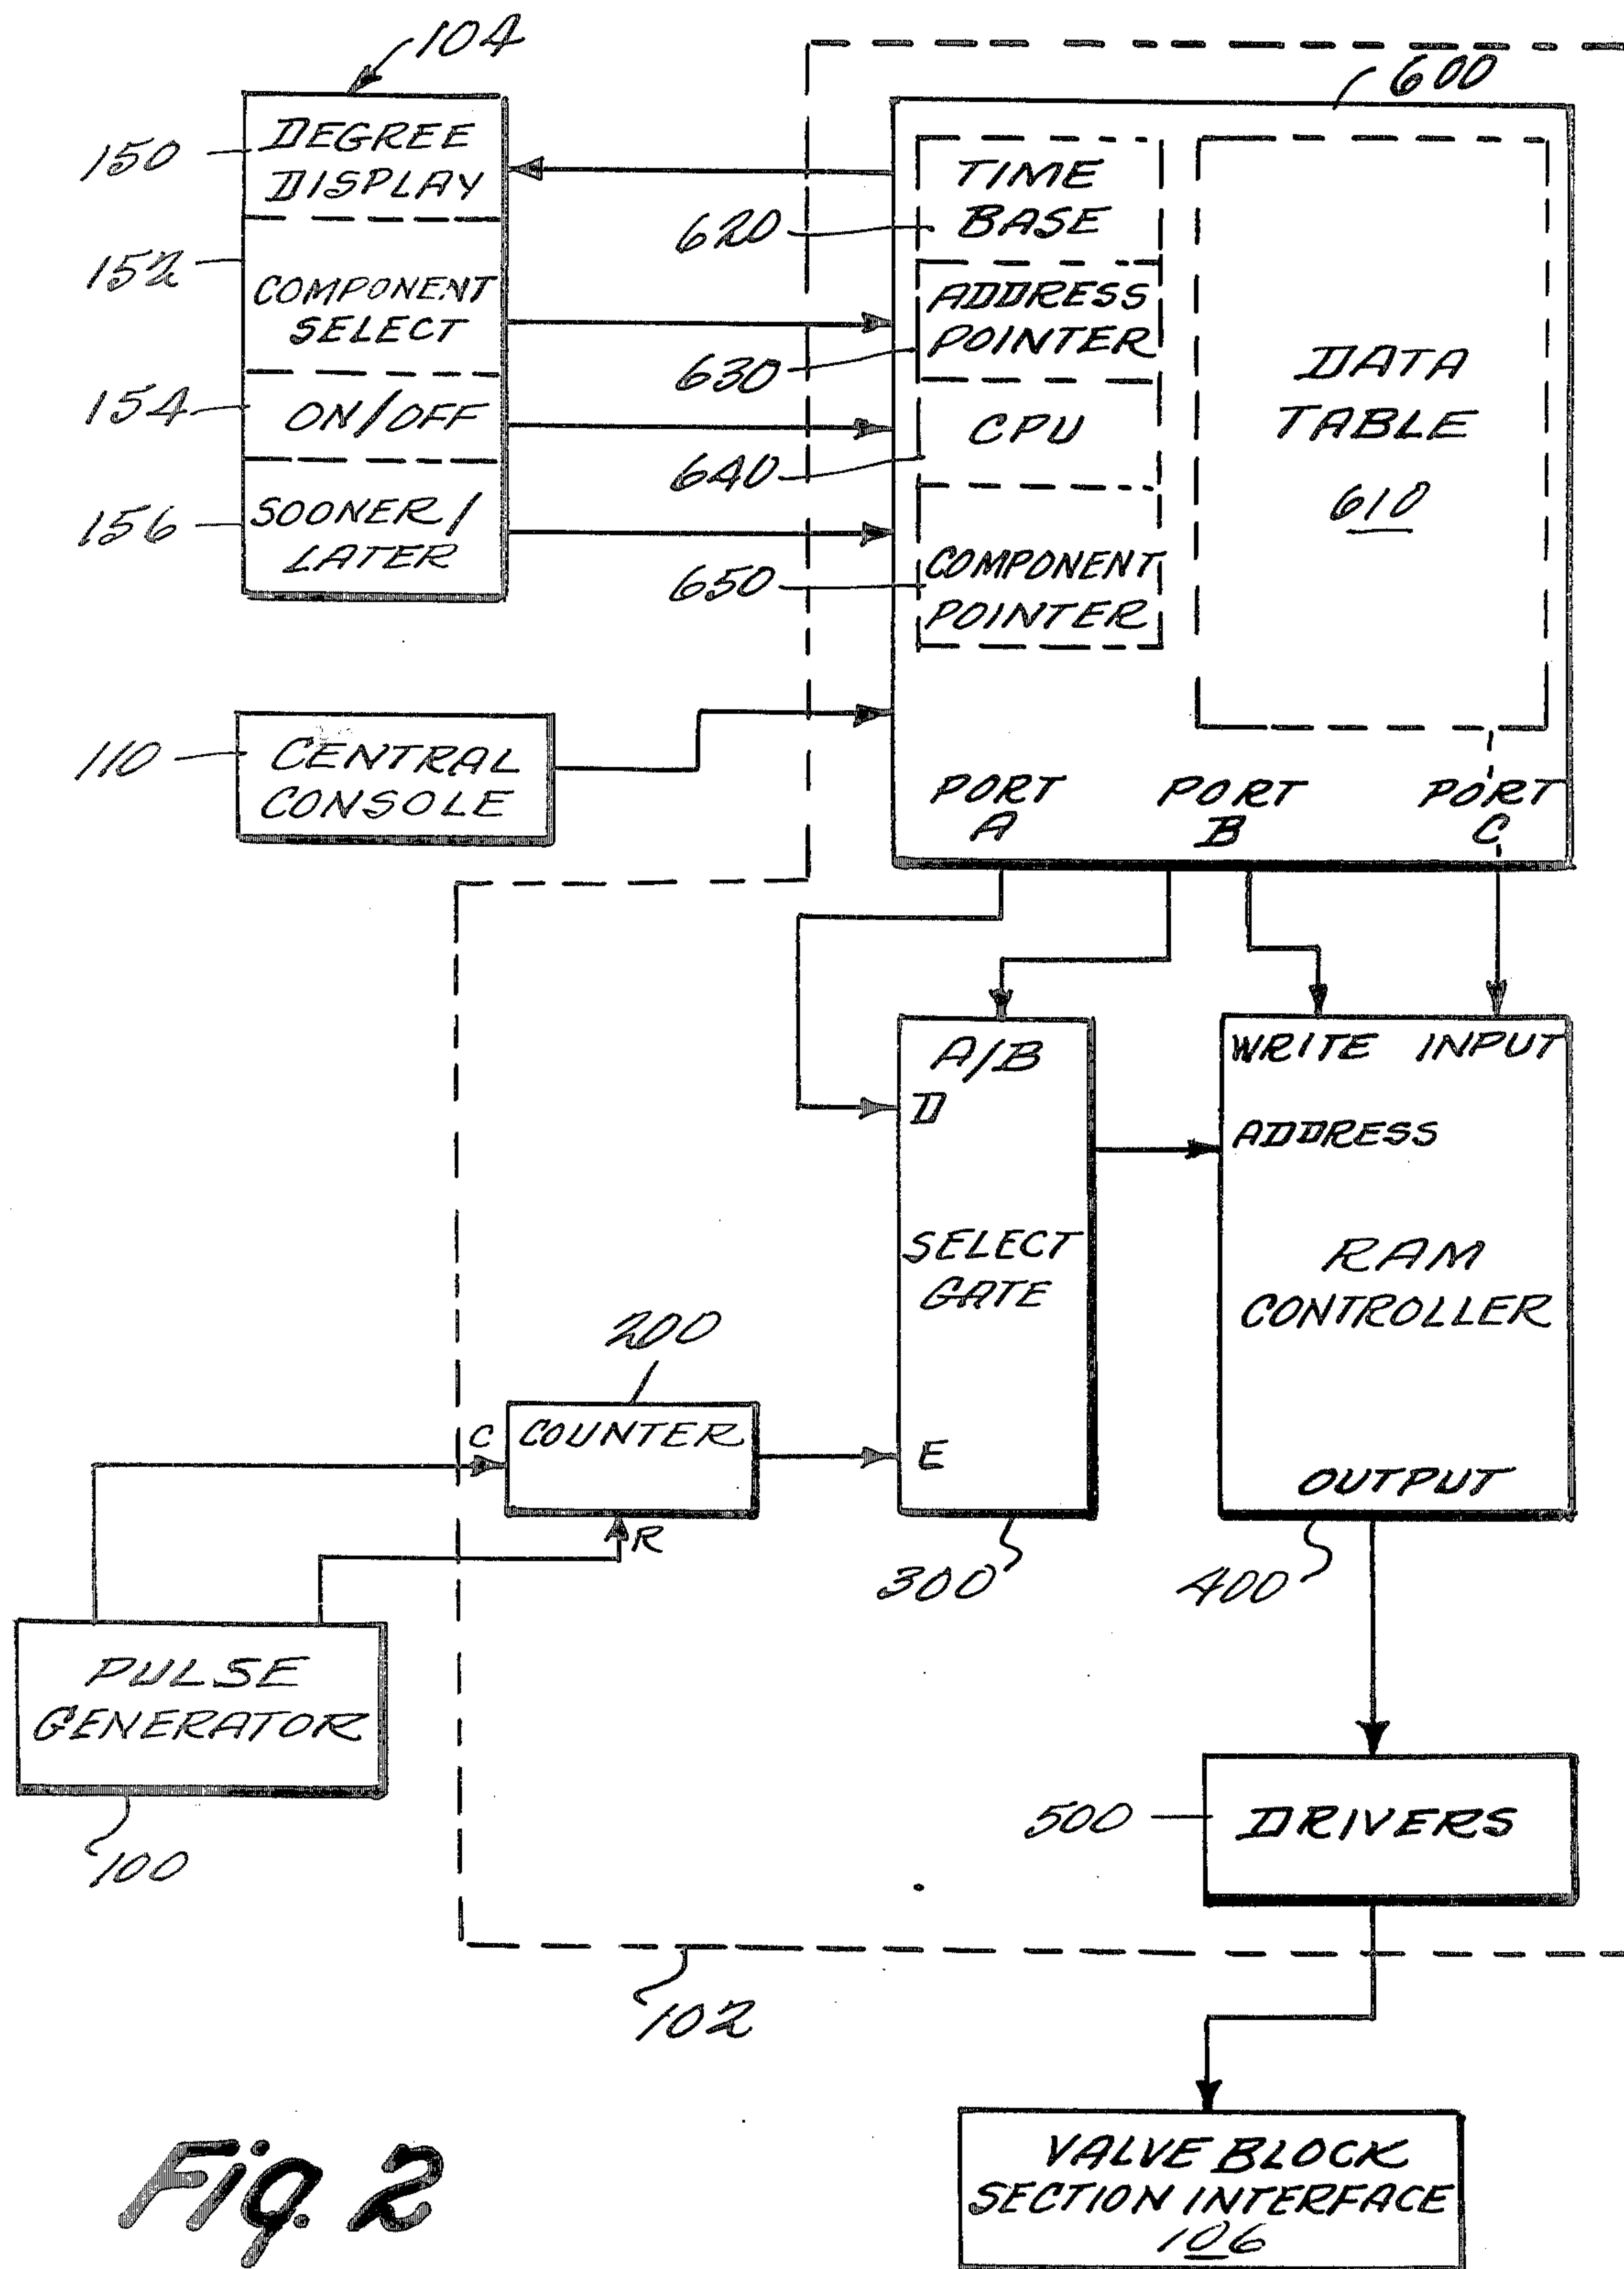 104
600
150
DEGREE
DISPLAY
152
COMPONENT
SELECT
154
ON/OFF
156
SOONER/
LATER
TIME
BASE
620
ADDRESS
POINTER
630
CPU
640
COMPONENT
POINTER
650
DATA
TABLE
610
110
CENTRAL
CONSOLE
PORT
A
PORT
B
PORT
C
A/B
D
SELECT
GATE
E
300
WRITE INPUT
ADDRESS
RAM
CONTROLLER
OUTPUT
400
200
C
COUNTER
R
PULSE
GENERATOR
100
500
DRIVERS
102
VALVE BLOCK
SECTION INTERFACE
106
Fig. 2